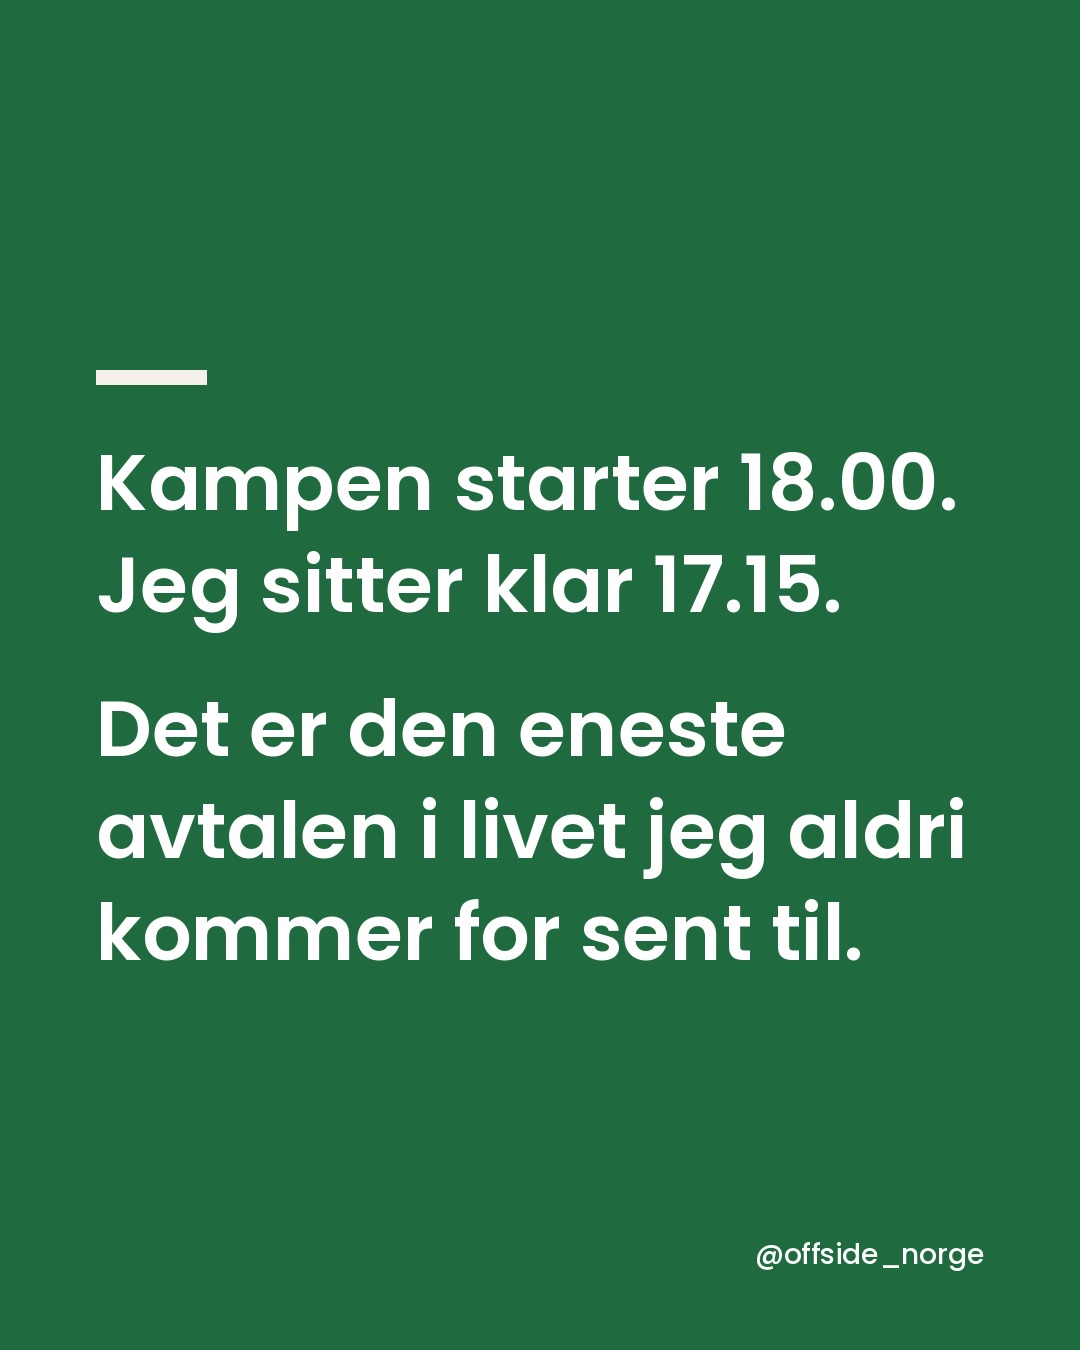 Kampen starter 18.00.
Jeg sitter klar 17.15.
Det er den eneste
avtalen i livet jeg aldri
kommer for sent til.
@offside_norge